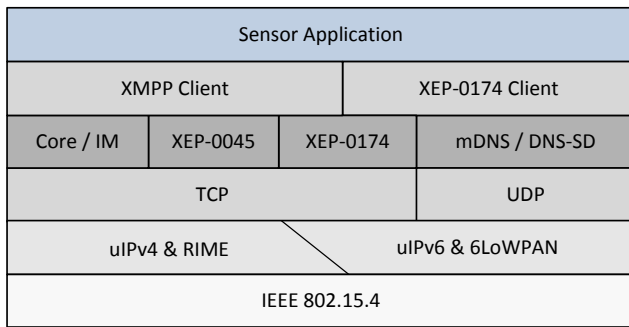 Sensor Application
XMPP Client
XEP-0174 Client
Core / IM
XEP-0045
XEP-0174
mDNS / DNS-SD
TCP
UDP
uIPv4 & RIME
uIPv6 & 6LoWPAN
IEEE 802.15.4